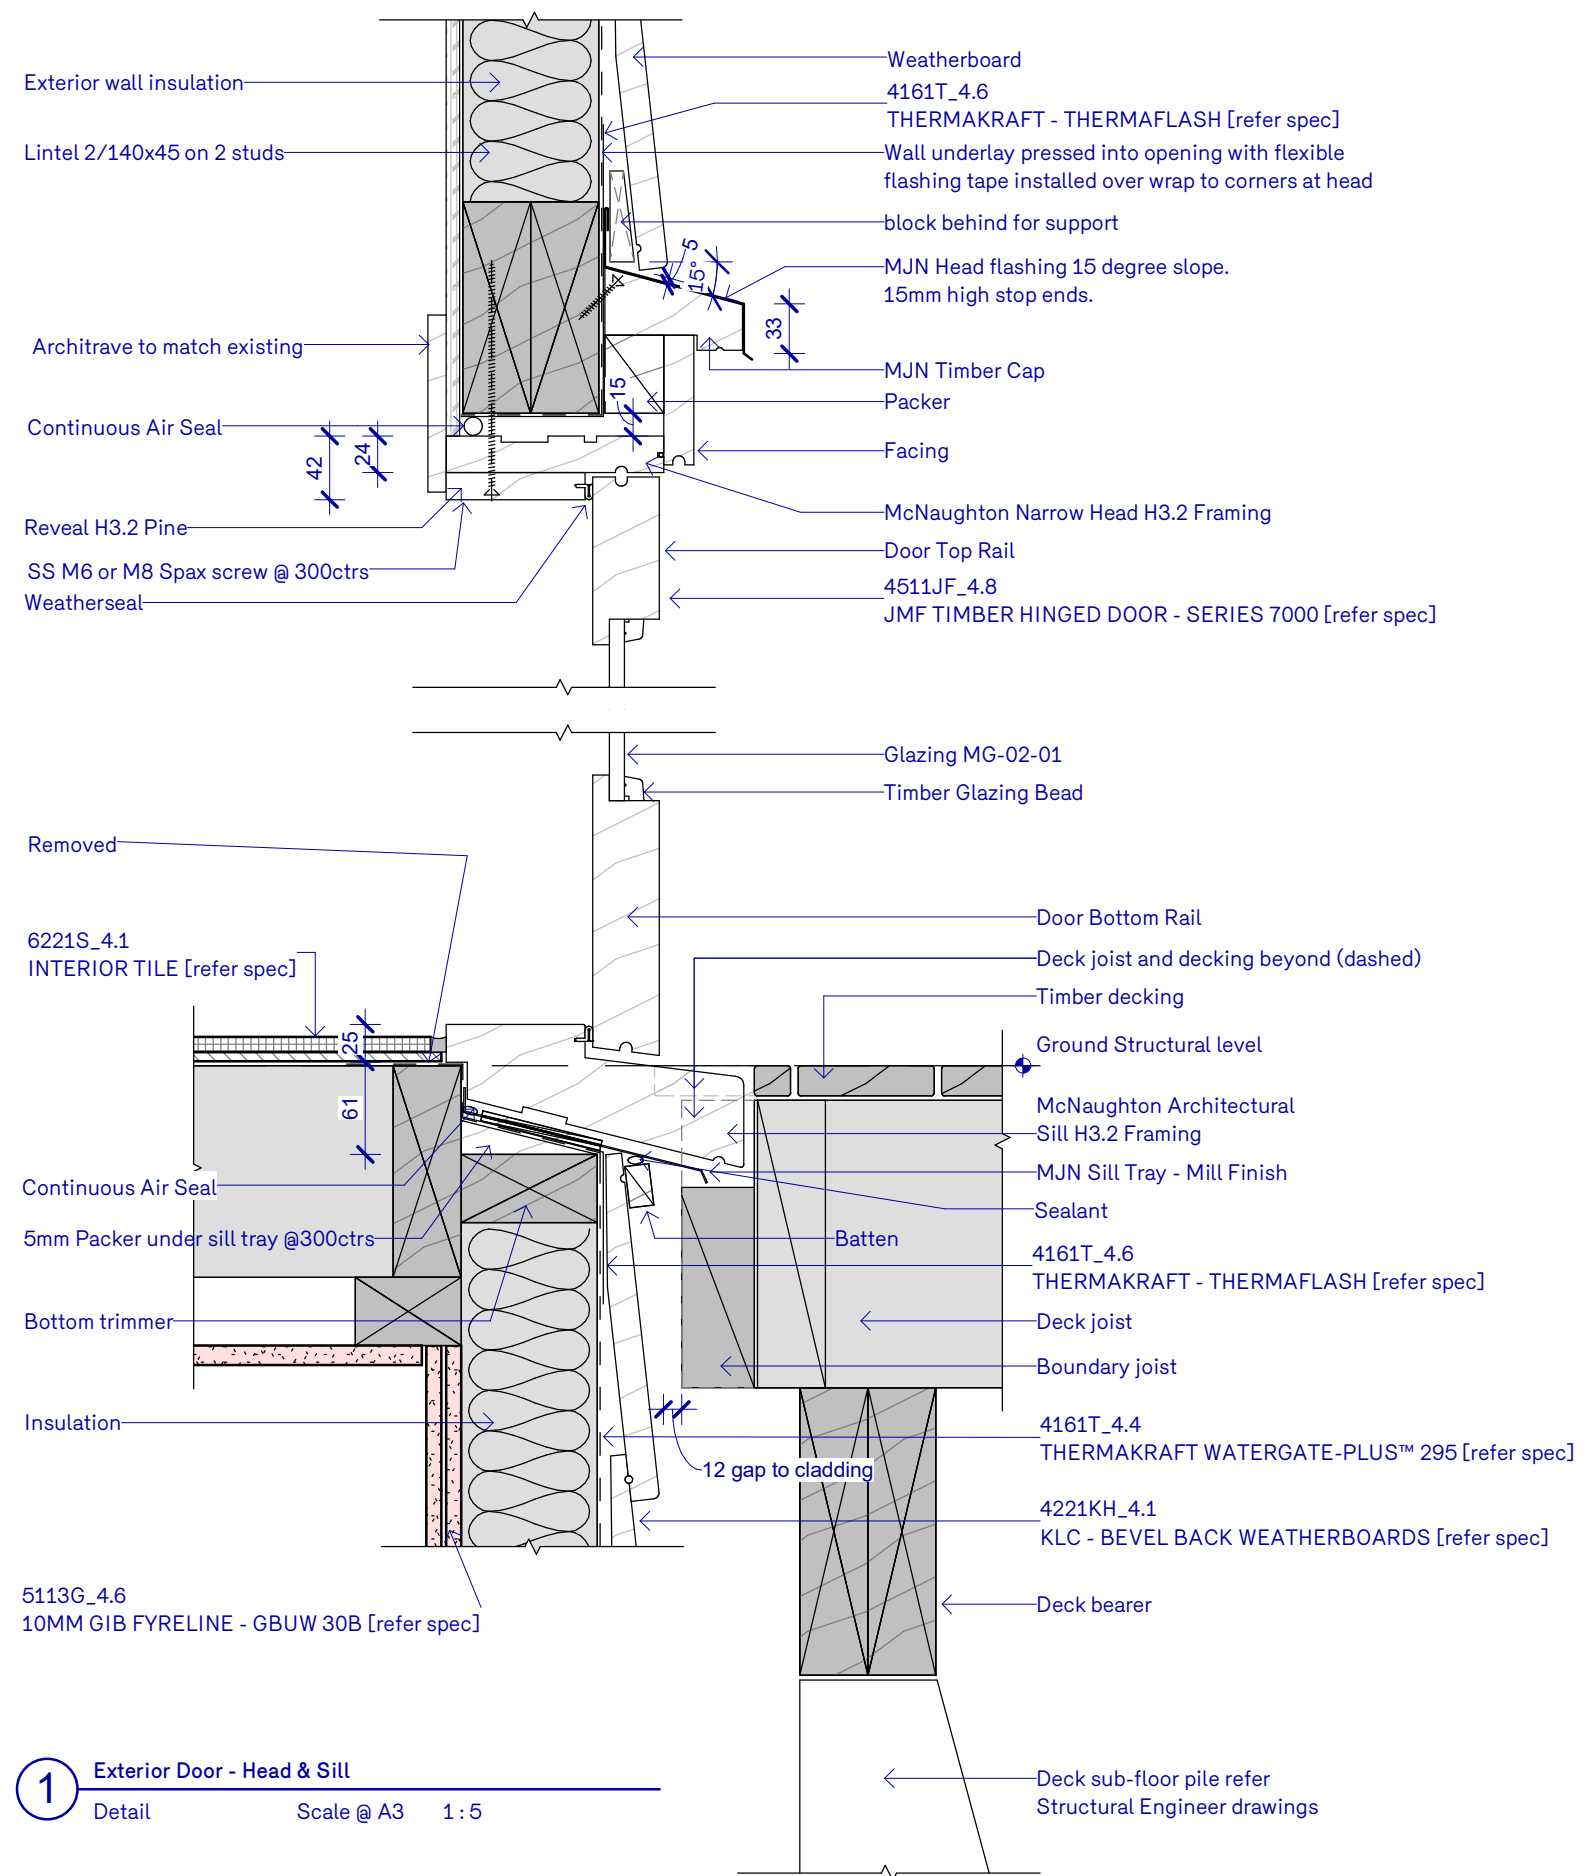 Exterior wall insulation
Lintel 2/140x45 on 2 studs
Architrave to match existing
Continuous Air Seal
42
24
Reveal H3.2 Pine
SS M6 or M8 Spax screw @ 300ctrs
Weatherseal
Weatherboard
4161T_4.6
THERMAKRAFT - THERMAFLASH [refer spec]
Wall underlay pressed into opening with flexible
flashing tape installed over wrap to corners at head
block behind for support
5
15°
MJN Head flashing 15 degree slope.
15mm high stop ends.
33
MJN Timber Cap
15
Packer
Facing
McNaughton Narrow Head H3.2 Framing
Door Top Rail
4511JF_4.8
JMF TIMBER HINGED DOOR - SERIES 7000 [refer spec]
Glazing MG-02-01
Timber Glazing Bead
Removed
6221S_4.1
INTERIOR TILE [refer spec]
25
61
Continuous Air Seal
5mm Packer under sill tray @300ctrs
Bottom trimmer
Insulation
5113G_4.6
10MM GIB FYRELINE - GBUW 30B [refer spec]
Door Bottom Rail
Deck joist and decking beyond (dashed)
Timber decking
Ground Structural level
McNaughton Architectural
Sill H3.2 Framing
MJN Sill Tray - Mill Finish
Sealant
Batten
4161T_4.6
THERMAKRAFT - THERMAFLASH [refer spec]
Deck joist
Boundary joist
4161T_4.4
THERMAKRAFT WATERGATE-PLUS™ 295 [refer spec]
12 gap to cladding
4221KH_4.1
KLC - BEVEL BACK WEATHERBOARDS [refer spec]
Deck bearer
Deck sub-floor pile refer
Structural Engineer drawings
1
Exterior Door - Head & Sill
Detail Scale @ A3 1:5